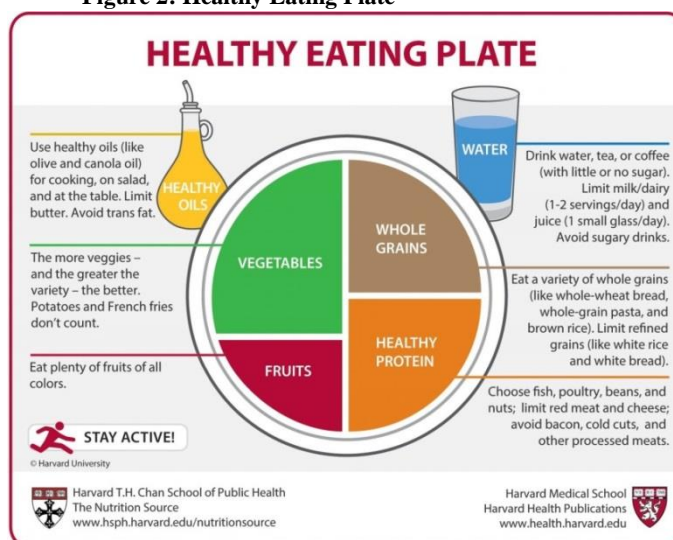 Figure 2: Healthy Eating Plate
HEALTHY EATING PLATE
Use healthy oils (like
olive and canola oil)
for cooking, on salad,
and at the table. Limit
butter. Avoid trans fat.
HEALTHY
OILS
The more veggies –
and the greater the
variety – the better.
Potatoes and French fries
don't count.
Eat plenty of fruits of all
colors.
VEGETABLES
FRUITS
WHOLE
GRAINS
HEALTHY
PROTEIN
WATER
Drink water, tea, or coffee
(with little or no sugar).
Limit milk/dairy
(1-2 servings/day) and
juice (1 small glass/day).
Avoid sugary drinks.
Eat a variety of whole grains
(like whole-wheat bread,
whole-grain pasta, and
brown rice). Limit refined
grains (like white rice
and white bread).
Choose fish, poultry, beans, and
nuts; limit red meat and cheese;
avoid bacon, cold cuts, and
other processed meats.
STAY ACTIVE!
© Harvard University
Harvard T.H. Chan School of Public Health
The Nutrition Source
www.hsph.harvard.edu/nutritionsource
Harvard Medical School
Harvard Health Publications
www.health.harvard.edu